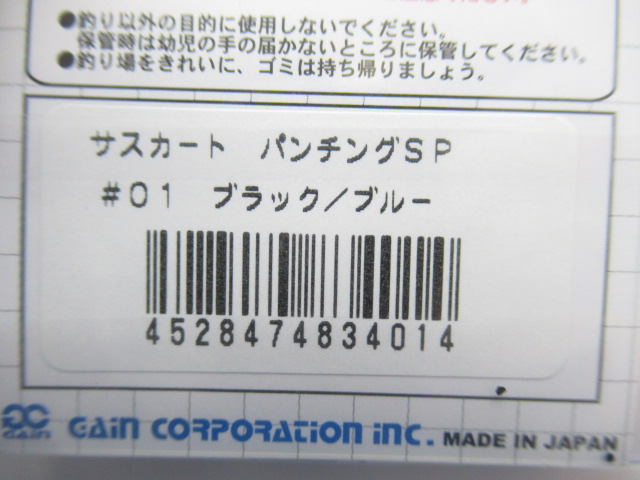 ●釣り以外の目的に使用しないでください。
保管時は幼児の手の届かないところに保管してください。
●釣り場をきれいに、ゴミは持ち帰りましょう。
サスカート　パンチングSP
#01　ブラック／ブルー
4528474834014
GAIN
GAIN CORPORATION INC. MADE IN JAPAN